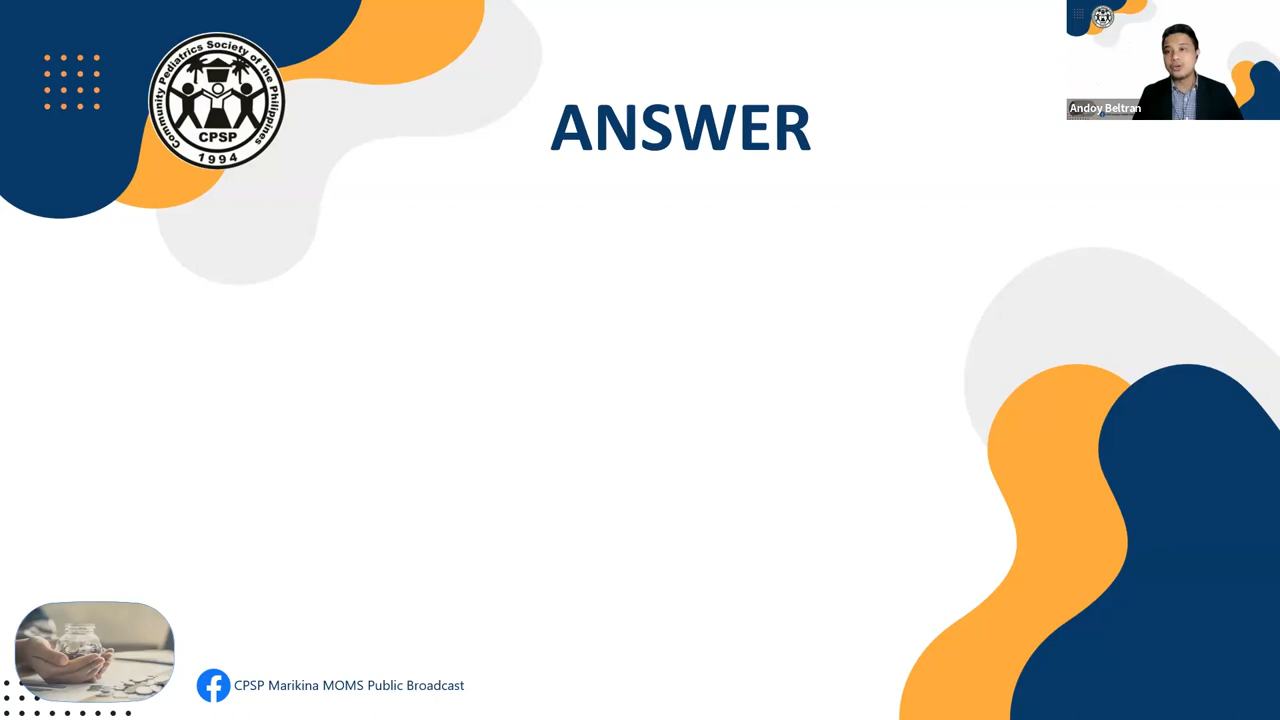 Community Pediatrics Society of the Philippines
CPSP
1994
ANSWER
Andoy Beltran
CPSP Marikina MOMS Public Broadcast